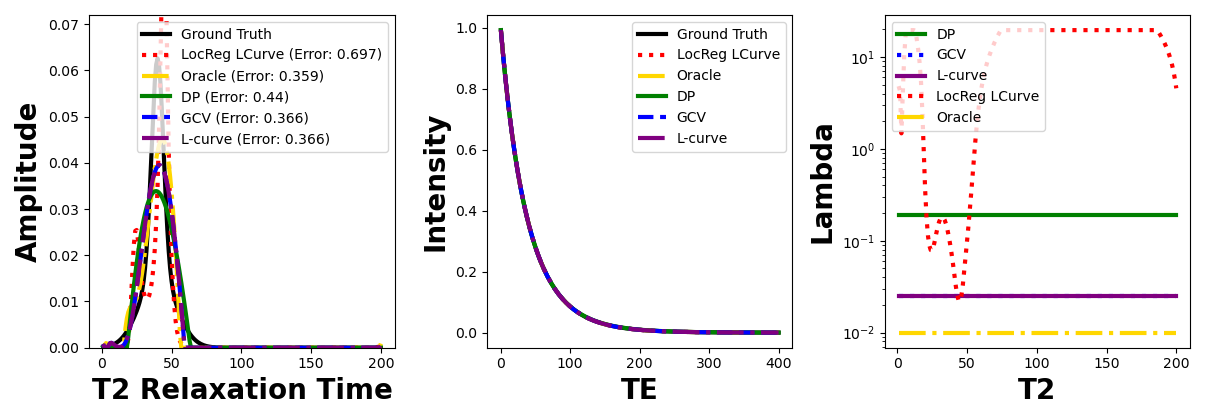 0.07
0.06
0.05
0.04
0.03
0.02
0.01
0.00
Amplitude
Ground Truth
LocReg LCurve (Error: 0.697)
Oracle (Error: 0.359)
DP (Error: 0.44)
GCV (Error: 0.366)
L-curve (Error: 0.366)
0 50 100 150 200
T2 Relaxation Time
1.0
0.8
0.6
0.4
0.2
0.0
Intensity
Ground Truth
LocReg LCurve
Oracle
DP
GCV
L-curve
0 100 200 300 400
TE
10^1
10^0
10^-1
10^-2
Lambda
DP
GCV
L-curve
LocReg LCurve
Oracle
0 50 100 150 200
T2